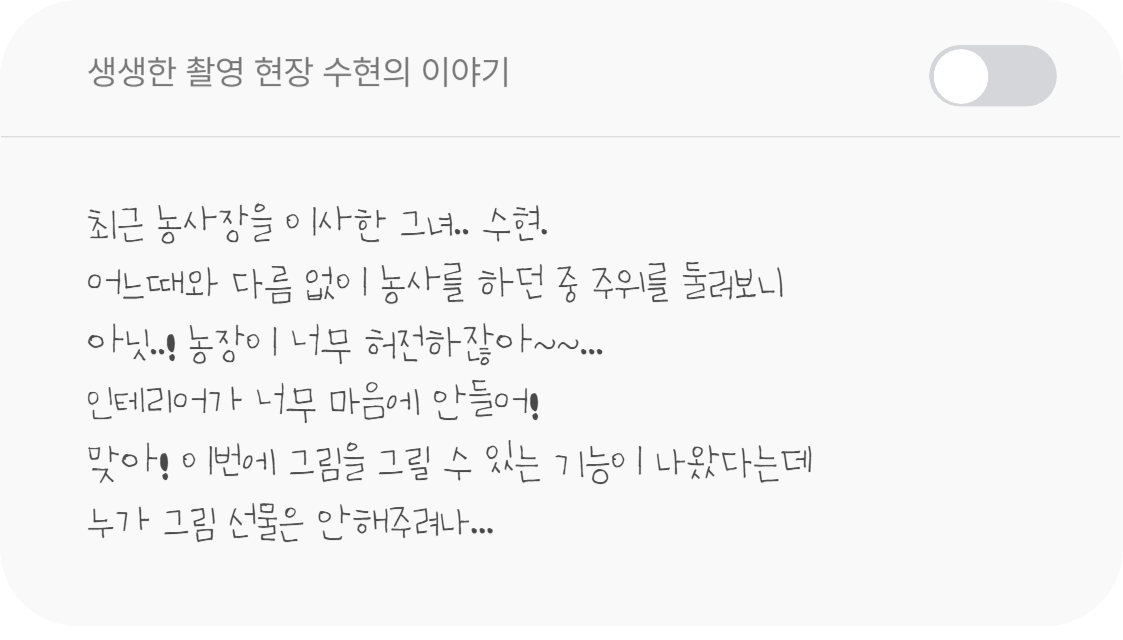 생생한 촬영 현장 수현의 이야기
최근 농사장을 이사한 그녀.. 수현.
어느때와 다름 없이 농사를 하던 중 주위를 둘러보니
아닛..! 농장이 너무 허전하잖아~~...
인테리어가 너무 마음에 안들어!
맞아! 이번에 그림을 그릴 수 있는 기능이 나왔다는데
누가 그림 선물은 안해주려나...